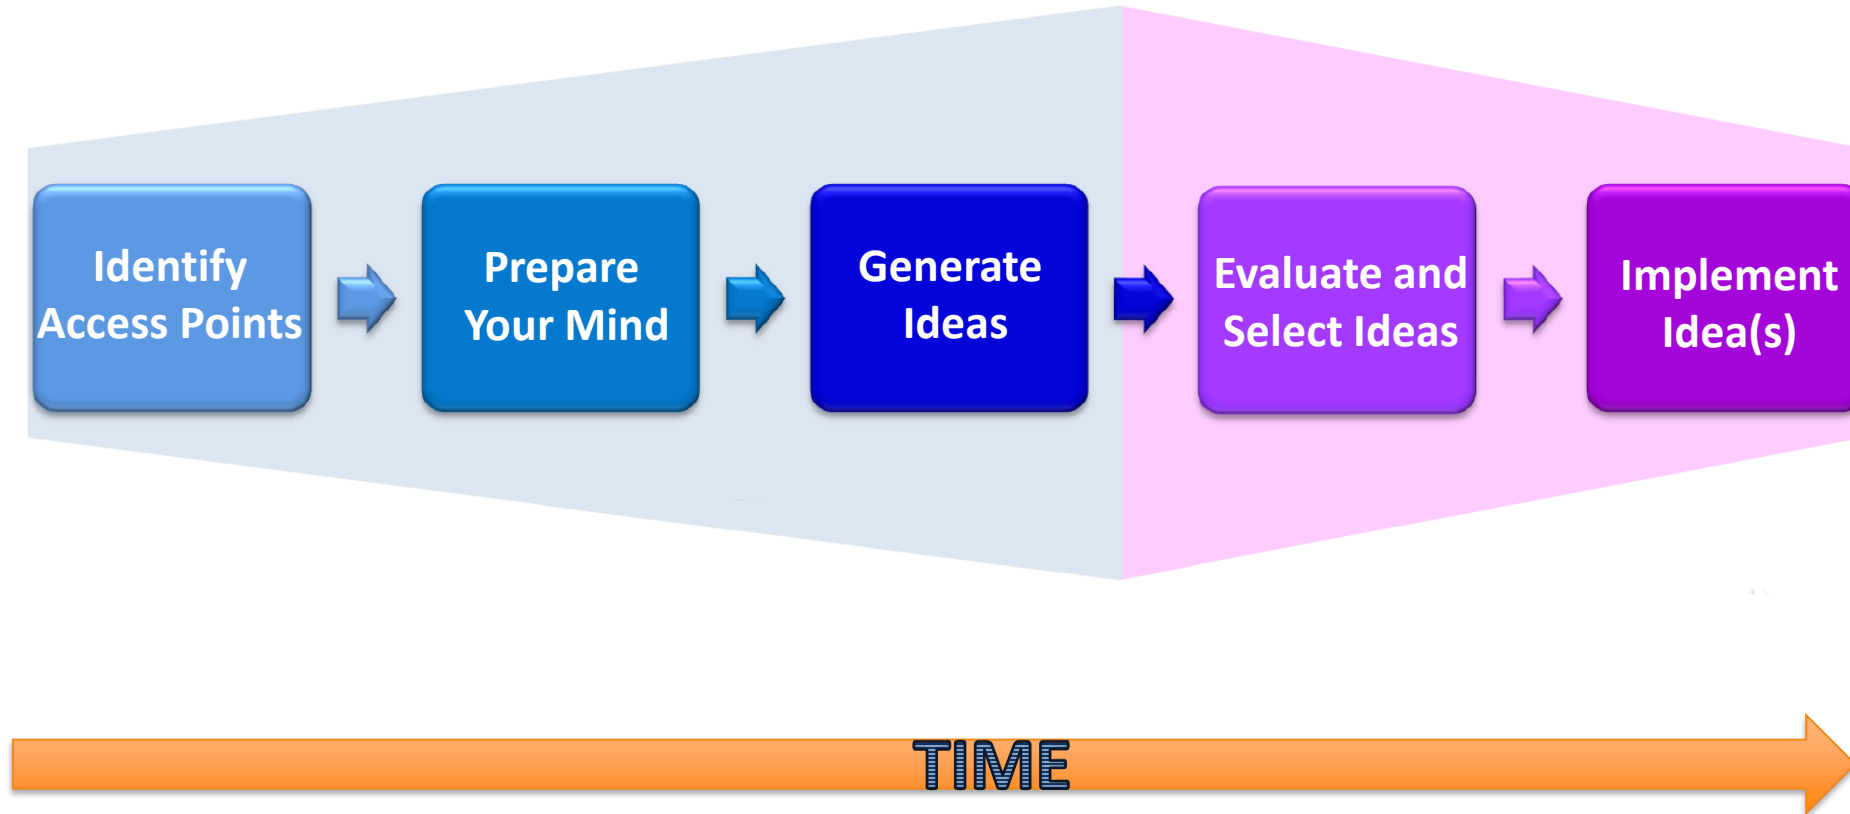 Identify
Access Points
Prepare
Your Mind
Generate
Ideas
Evaluate and
Select Ideas
Implement
Idea(s)
TIME